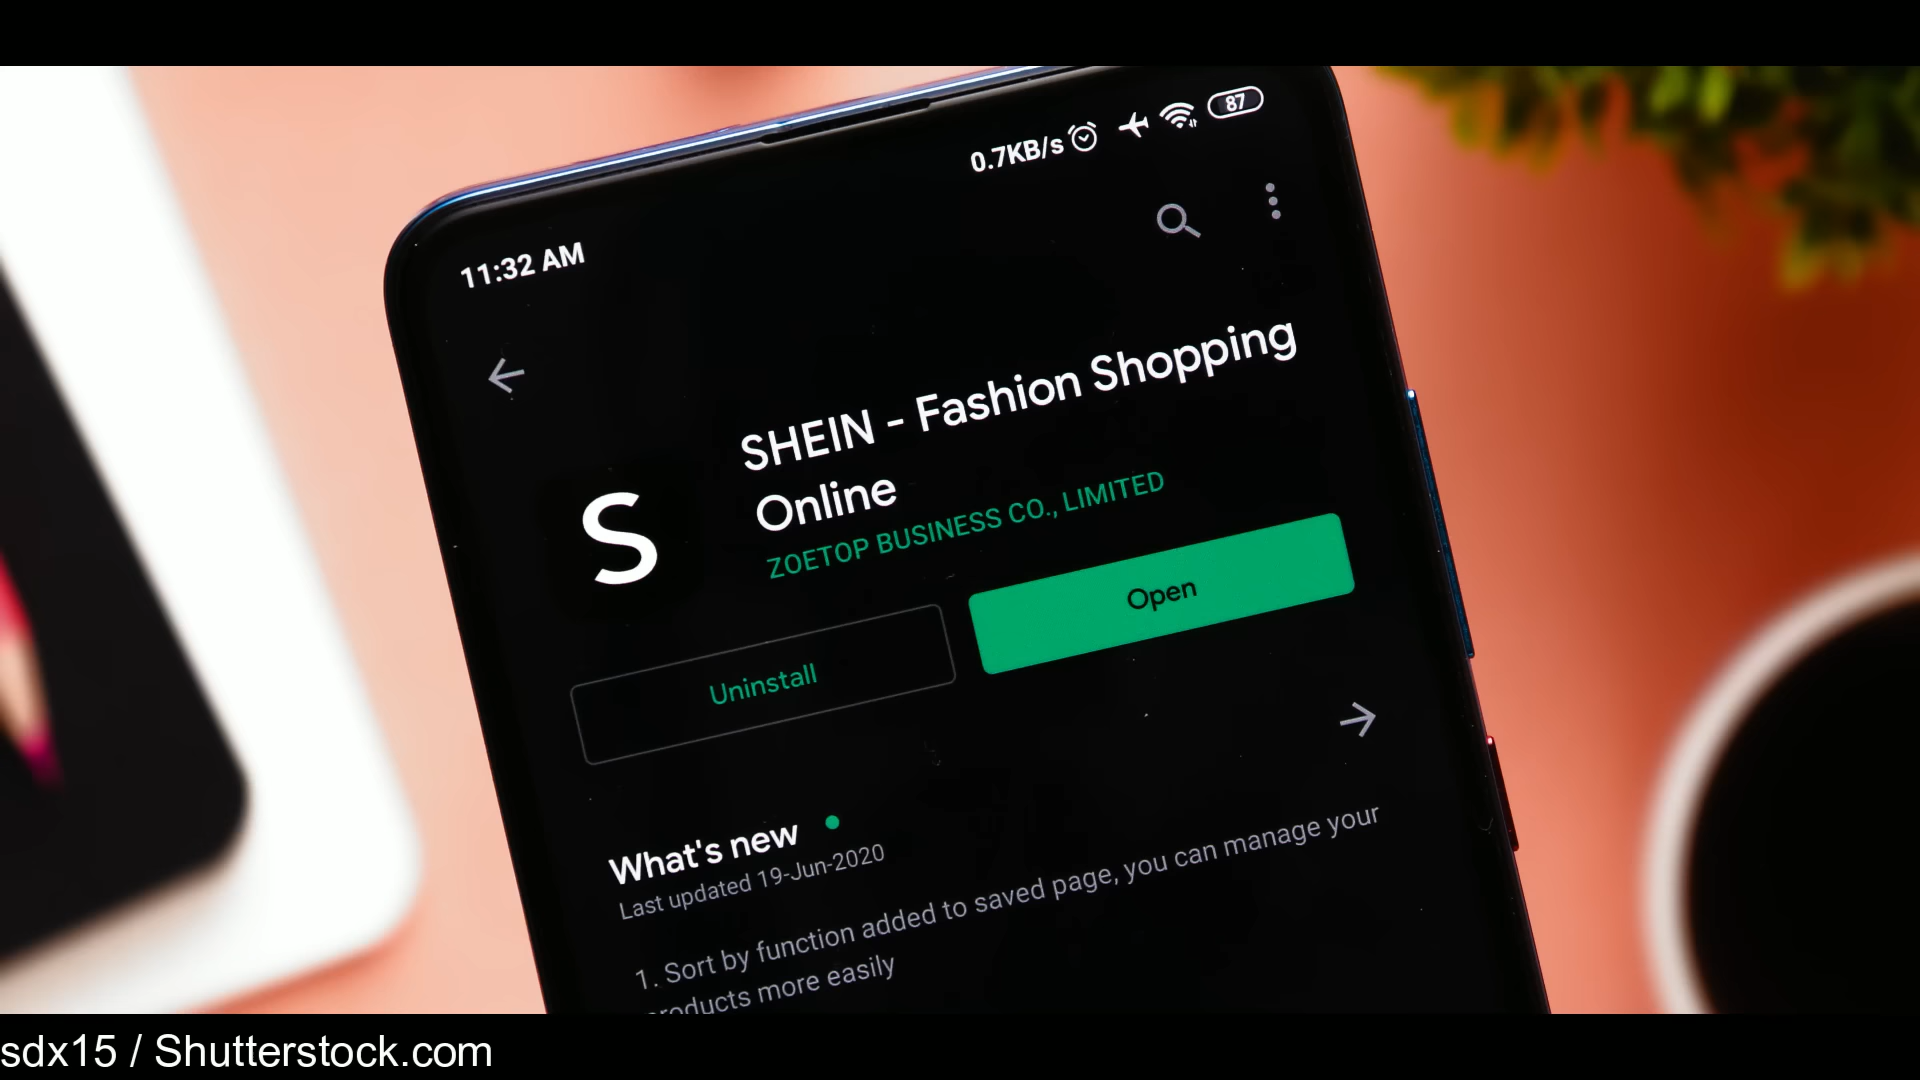 0.7KB/s 87
11:32 AM
SHEIN - Fashion Shopping
Online
S
ZOETOP BUSINESS CO., LIMITED
Uninstall
Open
What's new
Last updated 19-Jun-2020
1. Sort by function added to saved page, you can manage your
products more easily
sdx15 / Shutterstock.com